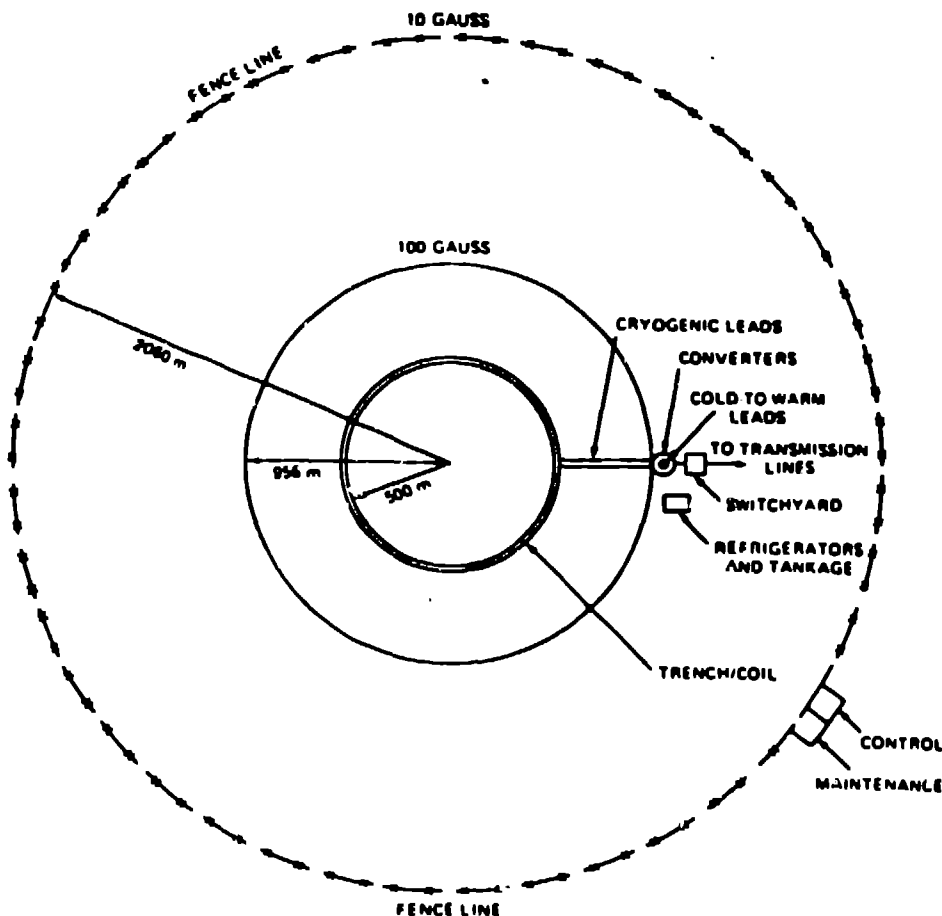 10 GAUSS
FENCE LINE
100 GAUSS
2060 m
956 m
500 m
CRYOGENIC LEADS
CONVERTERS
COLD-TO-WARM
LEADS
TO TRANSMISSION
LINES
SWITCHYARD
REFRIGERATORS
AND TANKAGE
TRENCH/COIL
CONTROL
MAINTENANCE
FENCE LINE